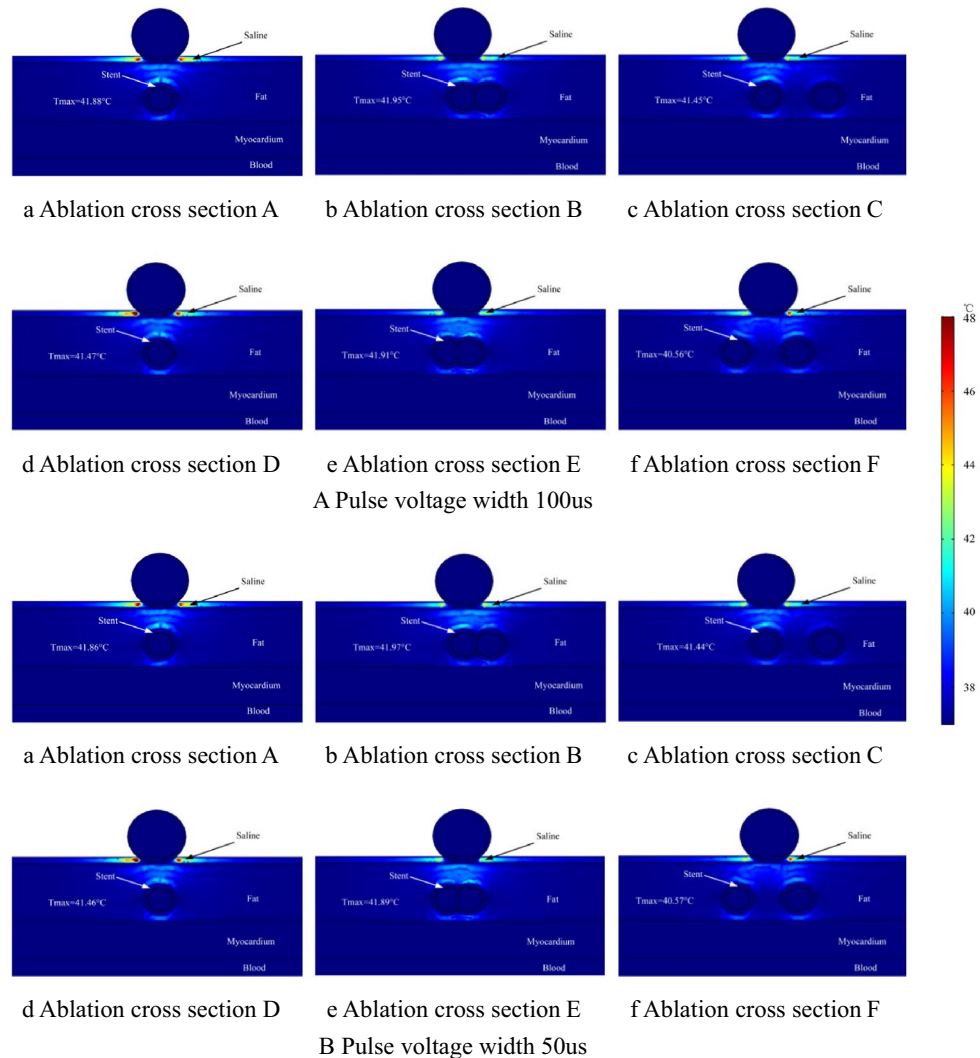 Saline
Stent
Tmax=41.88°C
Fat
Myocardium
Blood
a Ablation cross section A
Saline
Stent
Tmax=41.95°C
Fat
Myocardium
Blood
b Ablation cross section B
Saline
Stent
Tmax=41.45°C
Fat
Myocardium
Blood
c Ablation cross section C
Saline
Stent
Tmax=41.47°C
Fat
Myocardium
Blood
d Ablation cross section D
Saline
Stent
Tmax=41.91°C
Fat
Myocardium
Blood
e Ablation cross section E
Saline
Stent
Tmax=40.56°C
Fat
Myocardium
Blood
f Ablation cross section F
A Pulse voltage width 100us
Saline
Stent
Tmax=41.86°C
Fat
Myocardium
Blood
a Ablation cross section A
Saline
Stent
Tmax=41.97°C
Fat
Myocardium
Blood
b Ablation cross section B
Saline
Stent
Tmax=41.44°C
Fat
Myocardium
Blood
c Ablation cross section C
Saline
Stent
Tmax=41.46°C
Fat
Myocardium
Blood
d Ablation cross section D
Saline
Stent
Tmax=41.89°C
Fat
Myocardium
Blood
e Ablation cross section E
Saline
Stent
Tmax=40.57°C
Fat
Myocardium
Blood
f Ablation cross section F
B Pulse voltage width 50us
℃
48
46
44
42
40
38